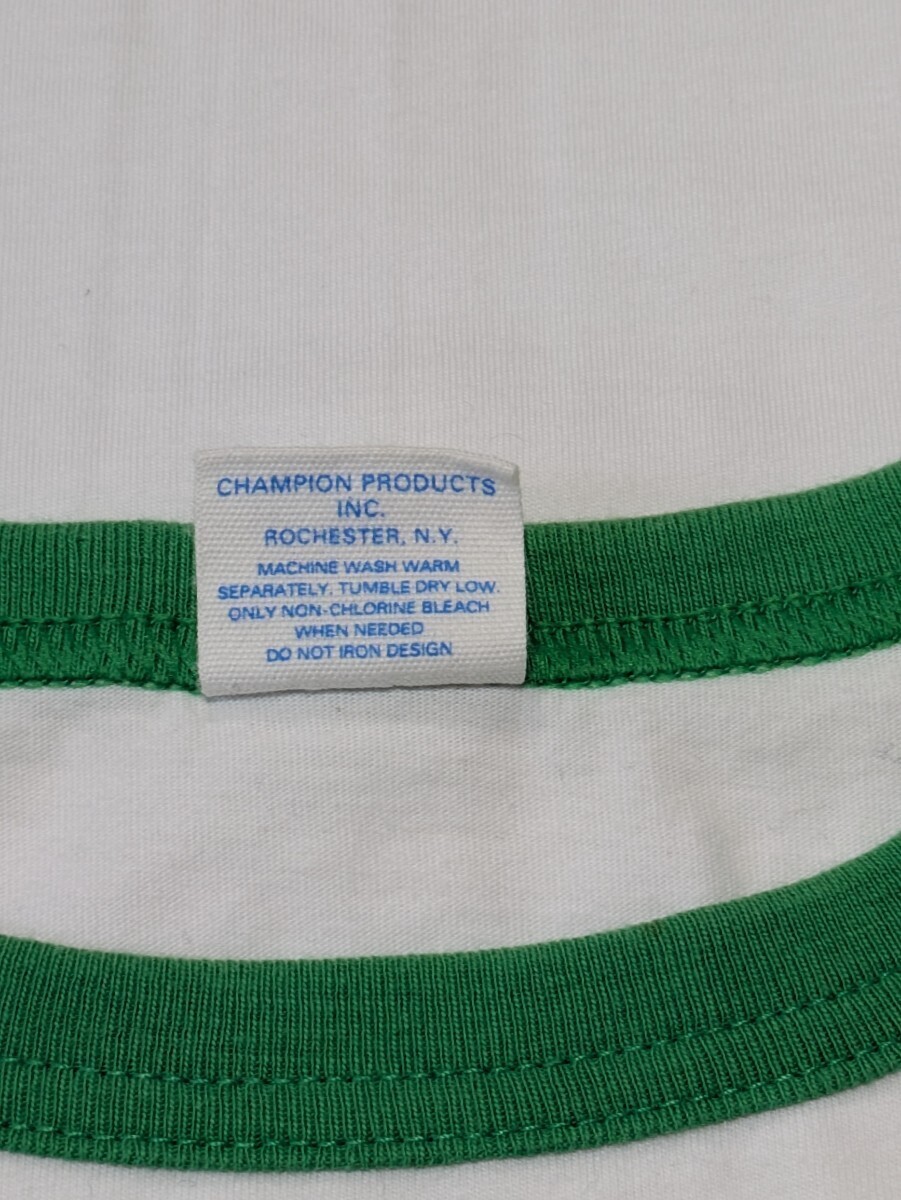 CHAMPION PRODUCTS
INC.
ROCHESTER, N.Y.
MACHINE WASH WARM
SEPARATELY. TUMBLE DRY LOW.
ONLY NON-CHLORINE BLEACH
WHEN NEEDED
DO NOT IRON DESIGN